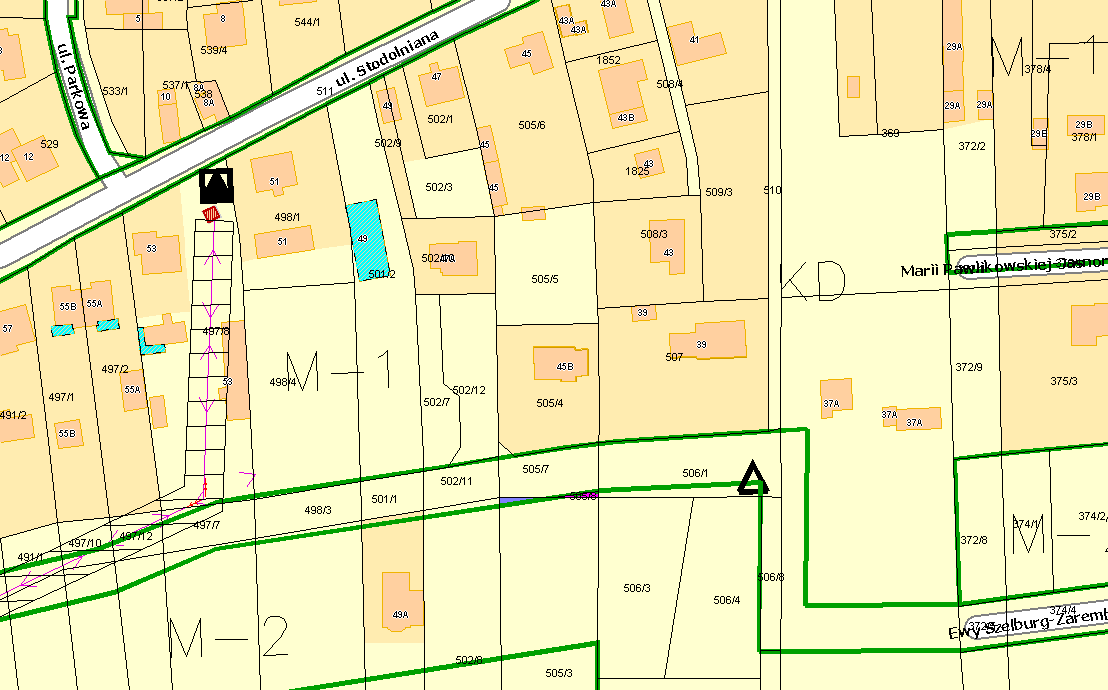 5
8
544/1
43A
43A
43A
41
29A
M-1
539/4
ul. Parkowa
ul. Stodolniana
45
1852
378/4
537/1
8A
538
8A
10
533/1
511
47
508/4
49
502/1
505/6
43B
29A
29A
29B
29B
378/1
369
372/2
529
12
12
502/9
45
43
1825
51
502/3
45
509/3
510
29B
498/1
49
51
53
508/3
43
375/2
Marii Pawlikowskiej-Jasnor
501/2
505/5
KD
55B
55A
57
497/8
39
39
507
M-1
497/2
498/4
53
45B
372/9
375/3
497/1
55A
502/12
502/7
505/4
37A
37A
37A
491/2
55B
505/7
506/1
502/11
501/1
498/3
497/7
497/12
497/10
491/1
374/1
374/2
372/8
M-2
506/8
506/3
506/4
49A
374/4
Ewy Szelburg-Zaremb
M-2
502/8
505/3